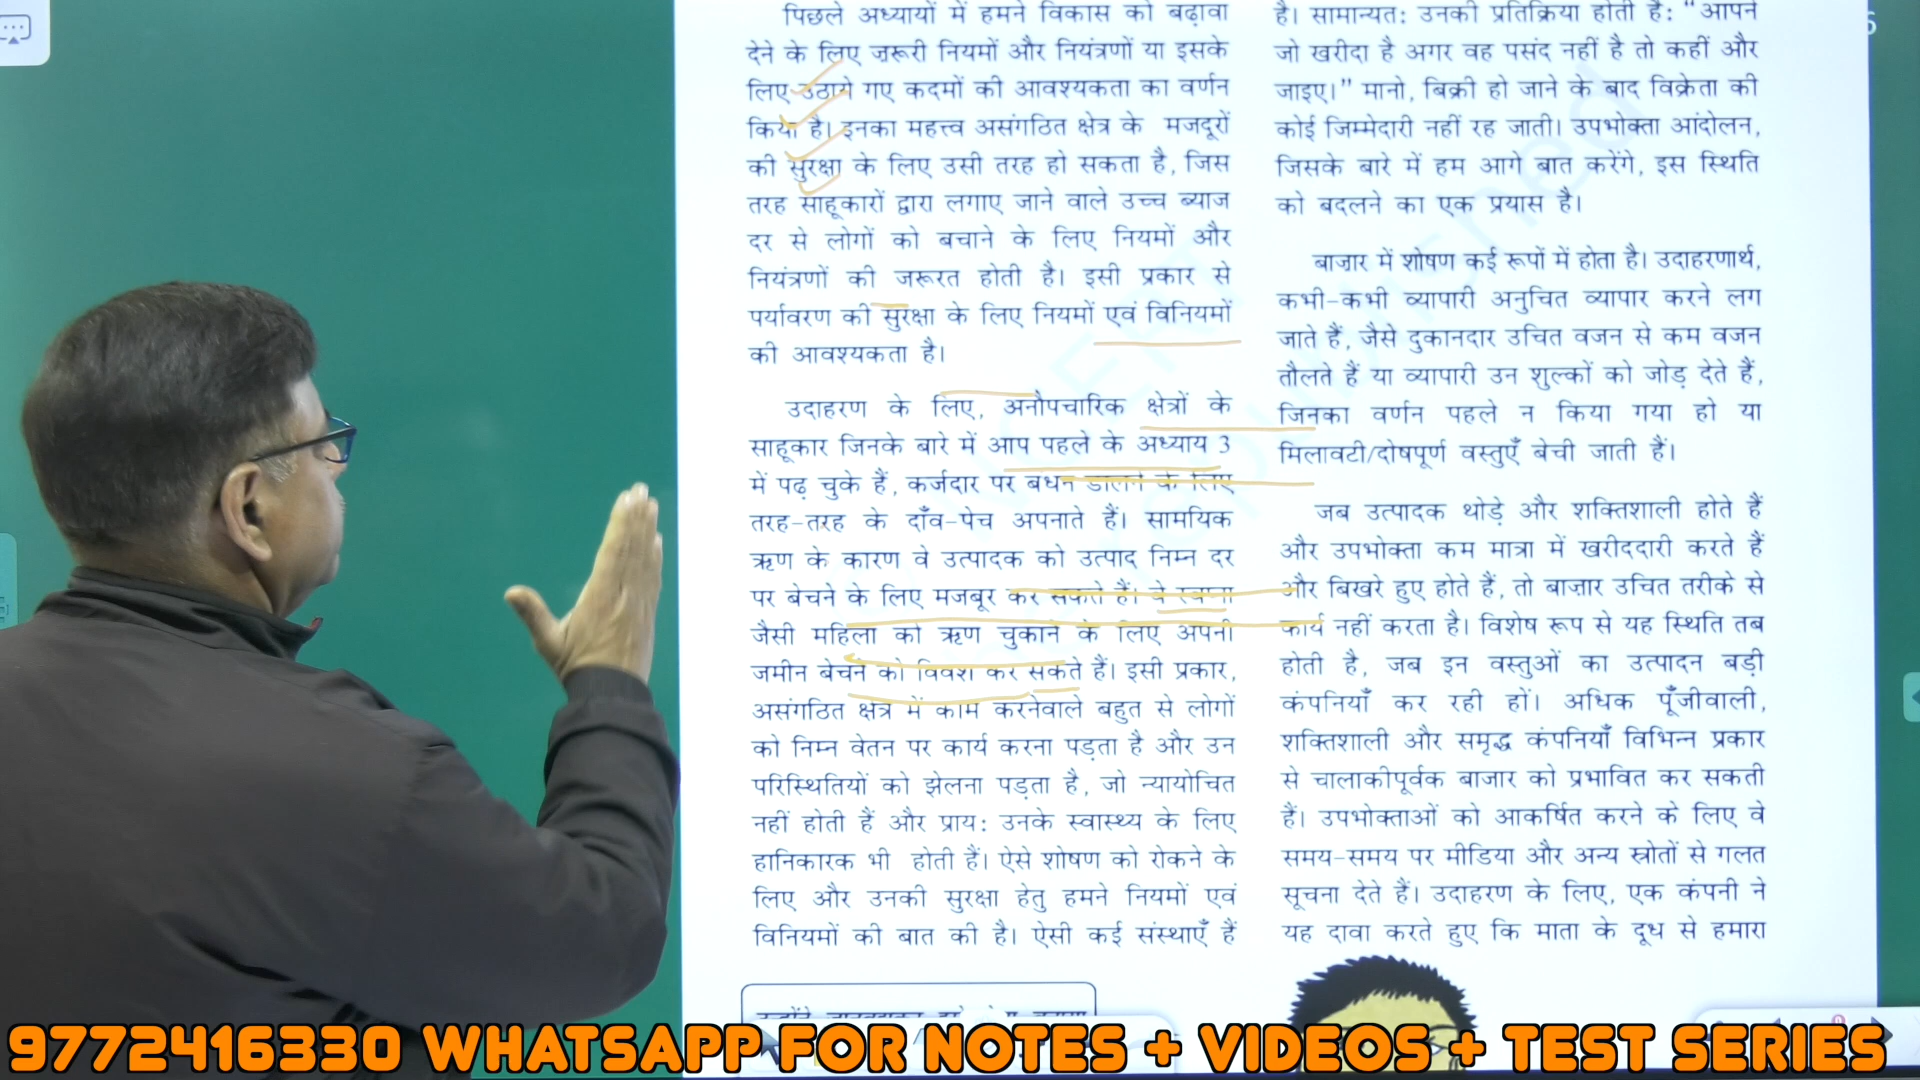 पिछले अध्यायों में हमने विकास को बढ़ावा
देने के लिए ज़रूरी नियमों और नियंत्रणों या इसके
लिए उठाये गए कदमों की आवश्यकता का वर्णन
किया है। इनका महत्त्व असंगठित क्षेत्र के मजदूरों
की सुरक्षा के लिए उसी तरह हो सकता है, जिस
तरह साहूकारों द्वारा लगाए जाने वाले उच्च ब्याज
दर से लोगों को बचाने के लिए नियमों और
नियंत्रणों की जरूरत होती है। इसी प्रकार से
पर्यावरण की सुरक्षा के लिए नियमों एवं विनियमों
की आवश्यकता है।
उदाहरण के लिए, अनौपचारिक क्षेत्रों के
साहूकार जिनके बारे में आप पहले के अध्याय 3
में पढ़ चुके हैं, कर्जदार पर बंधन डालने के लिए
तरह-तरह के दाँव-पेच अपनाते हैं। सामयिक
ऋण के कारण वे उत्पादक को उत्पाद निम्न दर
पर बेचने के लिए मजबूर कर सकते हैं। वे स्वप्ना
जैसी महिला को ऋण चुकाने के लिए अपनी
जमीन बेचने को विवश कर सकते हैं। इसी प्रकार,
असंगठित क्षेत्र में काम करनेवाले बहुत से लोगों
को निम्न वेतन पर कार्य करना पड़ता है और उन
परिस्थितियों को झेलना पड़ता है, जो न्यायोचित
नहीं होती हैं और प्राय: उनके स्वास्थ्य के लिए
हानिकारक भी होती हैं। ऐसे शोषण को रोकने के
लिए और उनकी सुरक्षा हेतु हमने नियमों एवं
विनियमों की बात की है। ऐसी कई संस्थाएँ हैं
है। सामान्यत: उनकी प्रतिक्रिया होती है: “आपने
जो खरीदा है अगर वह पसंद नहीं है तो कहीं और
जाइए।” मानो, बिक्री हो जाने के बाद विक्रेता की
कोई जिम्मेदारी नहीं रह जाती। उपभोक्ता आंदोलन,
जिसके बारे में हम आगे बात करेंगे, इस स्थिति
को बदलने का एक प्रयास है।
बाज़ार में शोषण कई रूपों में होता है। उदाहरणार्थ,
कभी-कभी व्यापारी अनुचित व्यापार करने लग
जाते हैं, जैसे दुकानदार उचित वजन से कम वजन
तौलते हैं या व्यापारी उन शुल्कों को जोड़ देते हैं,
जिनका वर्णन पहले न किया गया हो या
मिलावटी/दोषपूर्ण वस्तुएँ बेची जाती हैं।
जब उत्पादक थोड़े और शक्तिशाली होते हैं
और उपभोक्ता कम मात्रा में खरीददारी करते हैं
और बिखरे हुए होते हैं, तो बाज़ार उचित तरीके से
कार्य नहीं करता है। विशेष रूप से यह स्थिति तब
होती है, जब इन वस्तुओं का उत्पादन बड़ी
कंपनियाँ कर रही हों। अधिक पूँजीवाली,
शक्तिशाली और समृद्ध कंपनियाँ विभिन्न प्रकार
से चालाकीपूर्वक बाजार को प्रभावित कर सकती
हैं। उपभोक्ताओं को आकर्षित करने के लिए वे
समय-समय पर मीडिया और अन्य स्रोतों से गलत
सूचना देते हैं। उदाहरण के लिए, एक कंपनी ने
यह दावा करते हुए कि माता के दूध से हमारा
9772416330 WHATSAPP FOR NOTES + VIDEOS + TEST SERIES